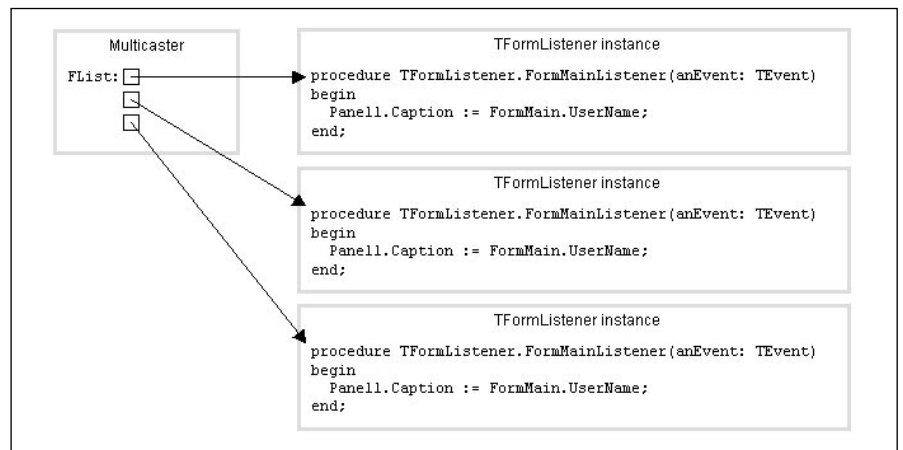 Multicaster
FList:
TFormListener instance
procedure TFormListener.FormMainListener(anEvent: TEvent)
begin
Panel1.Caption := FormMain.UserName;
end;
TFormListener instance
procedure TFormListener.FormMainListener(anEvent: TEvent)
begin
Panel1.Caption := FormMain.UserName;
end;
TFormListener instance
procedure TFormListener.FormMainListener(anEvent: TEvent)
begin
Panel1.Caption := FormMain.UserName;
end;